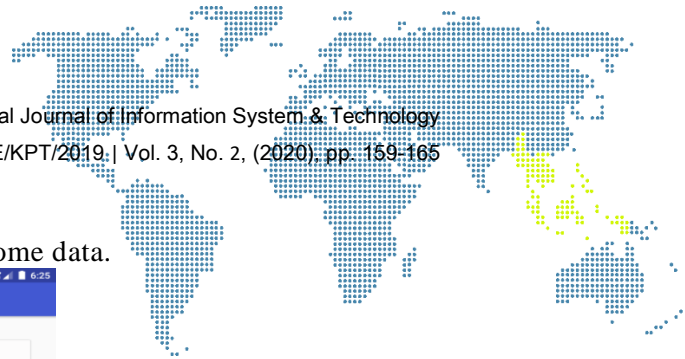 al Journal of Information System & Technology
E/KPT/2019 | Vol. 3, No. 2, (2020), pp. 159-165
ome data.
6:25